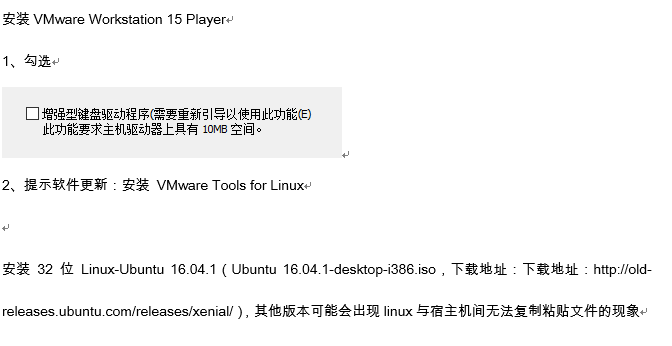 安装 VMware Workstation 15 Player
1、勾选
增强型键盘驱动程序(需要重新引导以使用此功能(E)
此功能要求主机驱动器上具有 10MB 空间。
2、提示软件更新：安装 VMware Tools for Linux
安装 32 位 Linux-Ubuntu 16.04.1（Ubuntu 16.04.1-desktop-i386.iso，下载地址：下载地址：http://old-
releases.ubuntu.com/releases/xenial/），其他版本可能会出现 linux 与宿主机间无法复制粘贴文件的现象